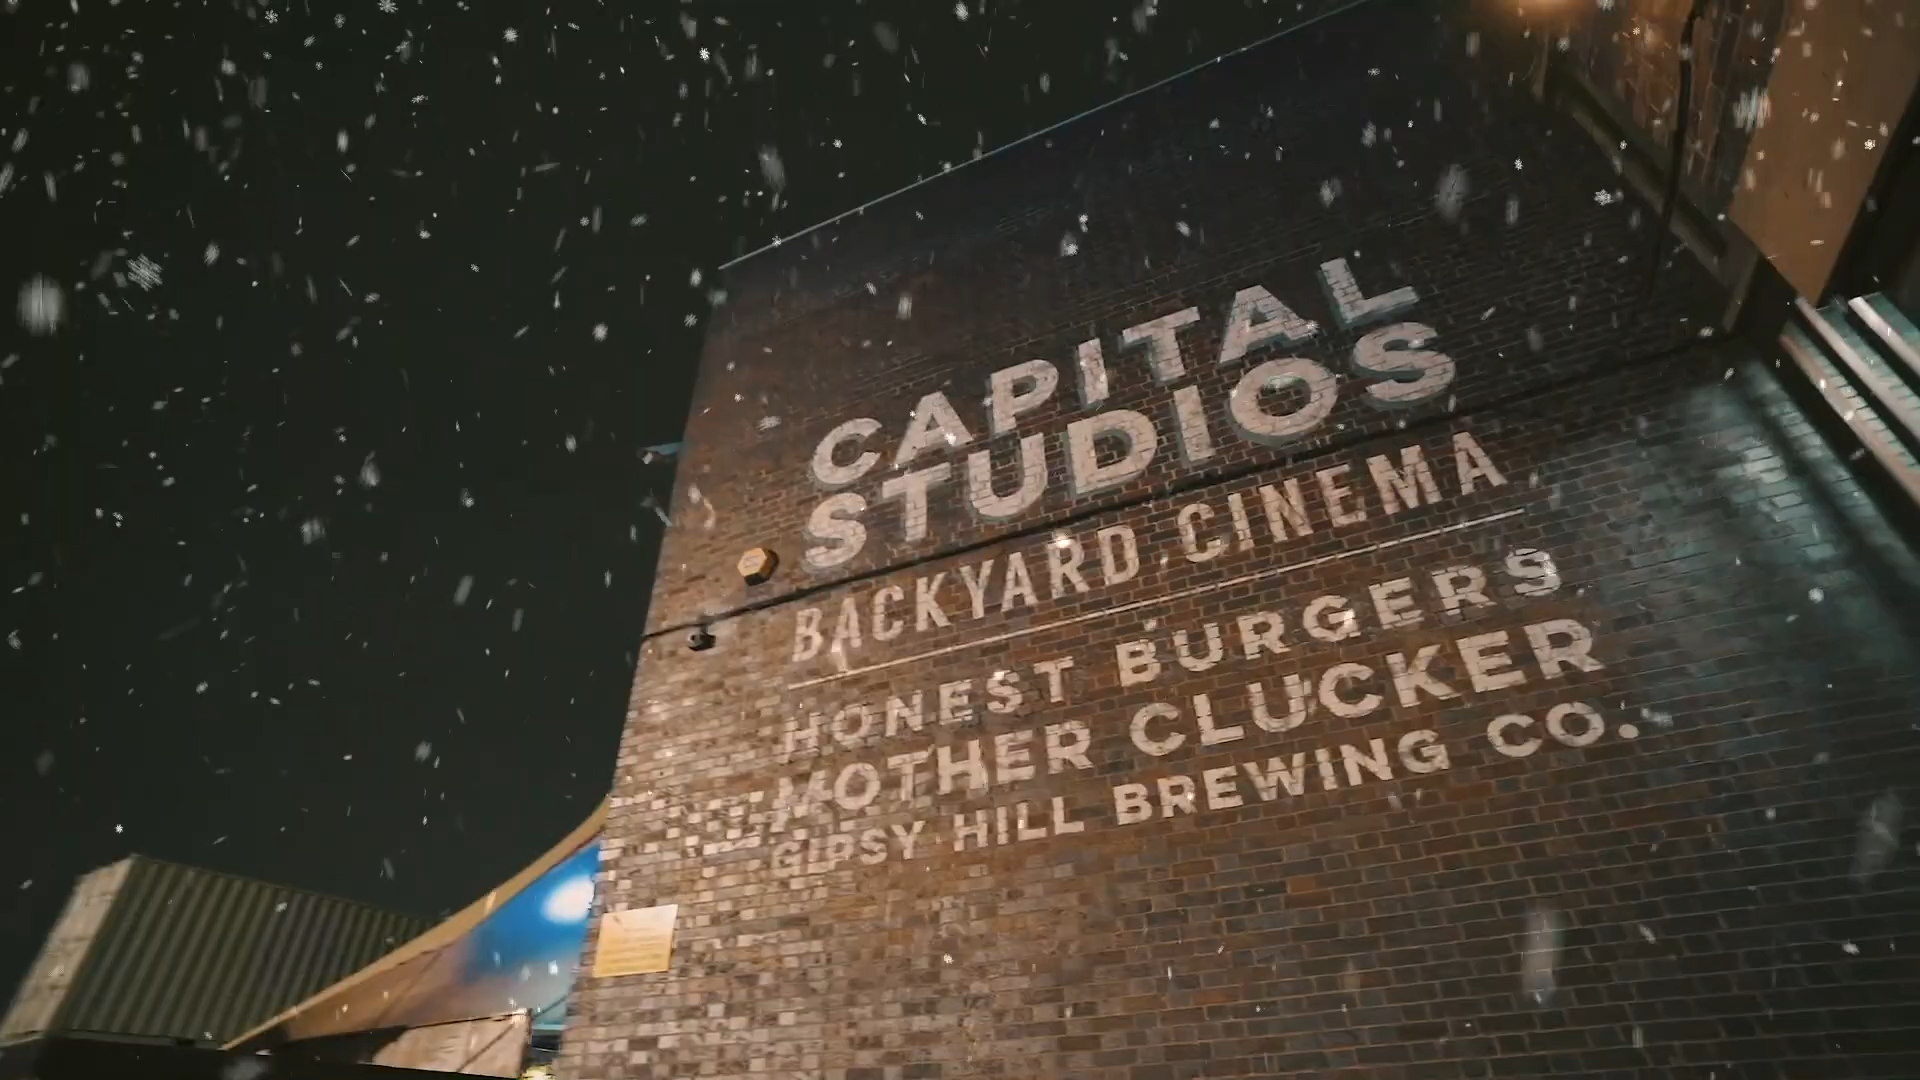 CAPITAL
STUDIOS
BACKYARD CINEMA
HONEST BURGERS
MOTHER CLUCKER
GIPSY HILL BREWING CO.